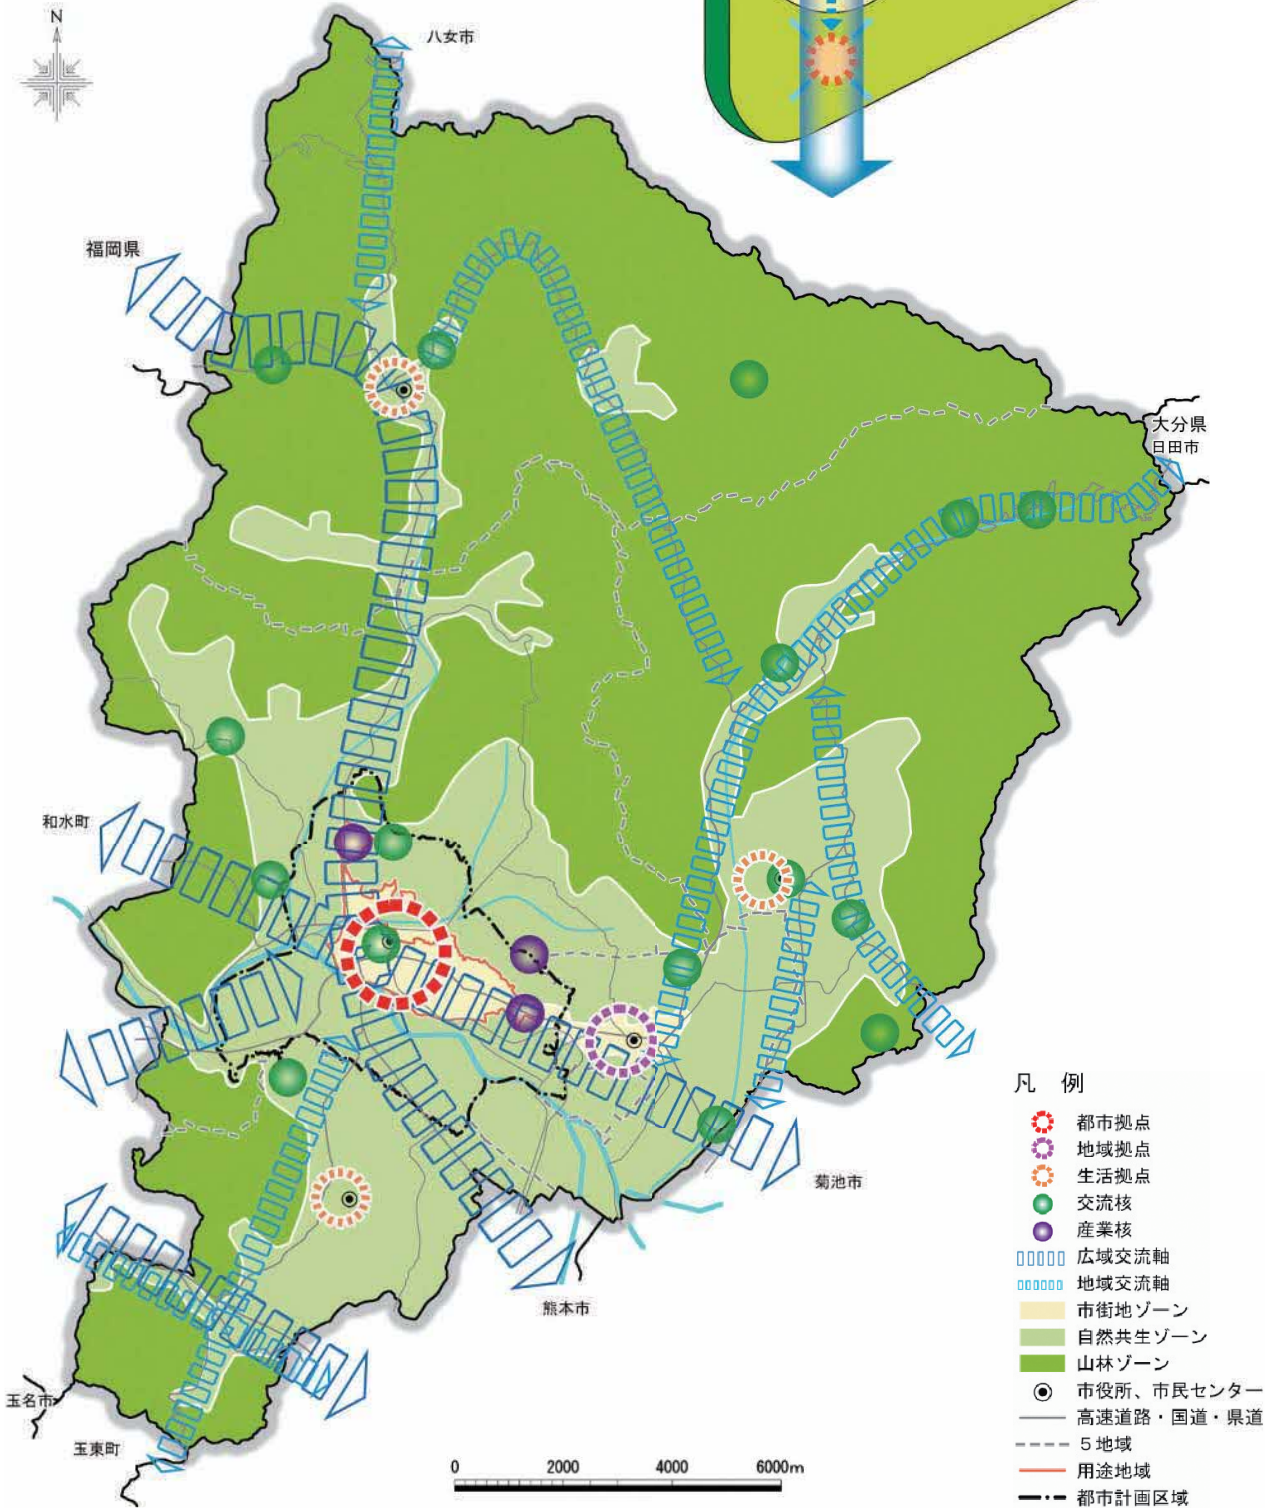 N
八女市
福岡県
大分県
日田市
和水町
菊池市
熊本市
玉名市
玉東町
0 2000 4000 6000m
凡 例
都市拠点
地域拠点
生活拠点
交流核
産業核
広域交流軸
地域交流軸
市街地ゾーン
自然共生ゾーン
山林ゾーン
市役所、市民センター
高速道路・国道・県道
5地域
用途地域
都市計画区域